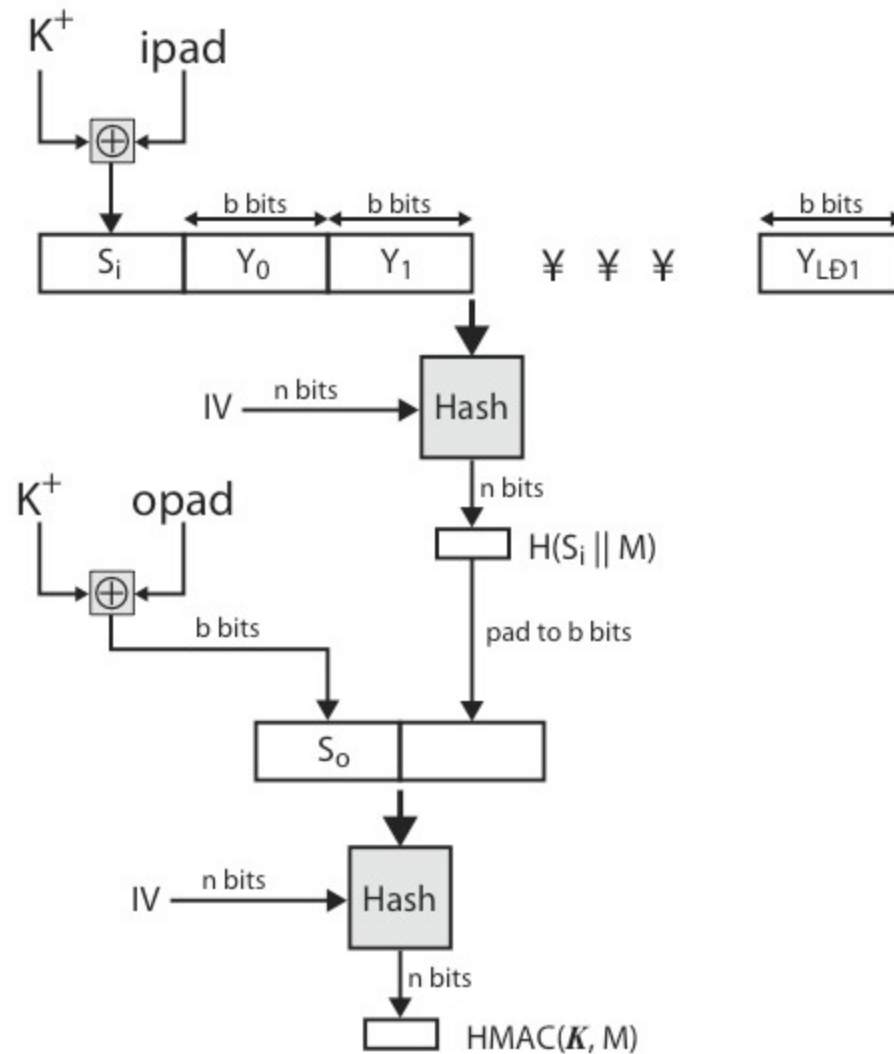 K+ ipad
b bits b bits b bits
Si Y0 Y1 ¥ ¥ ¥ YLÐ1
IV n bits Hash
n bits
K+ opad
H(Si || M)
b bits
pad to b bits
So
IV n bits Hash
n bits
HMAC(K, M)